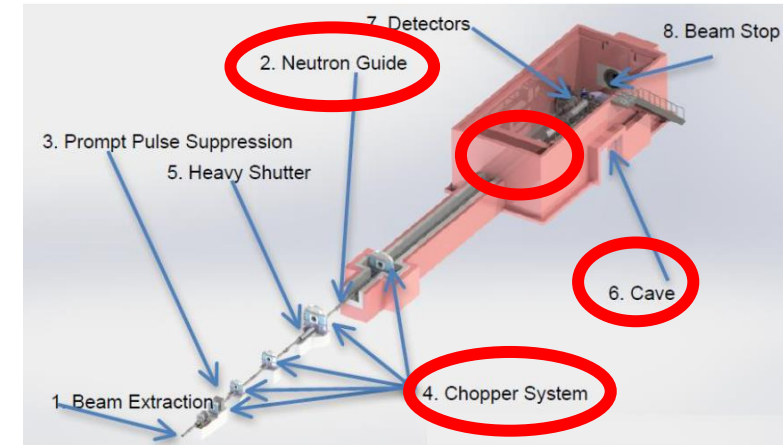 7. Detectors
8. Beam Stop
2. Neutron Guide
3. Prompt Pulse Suppression
5. Heavy Shutter
6. Cave
4. Chopper System
1. Beam Extraction